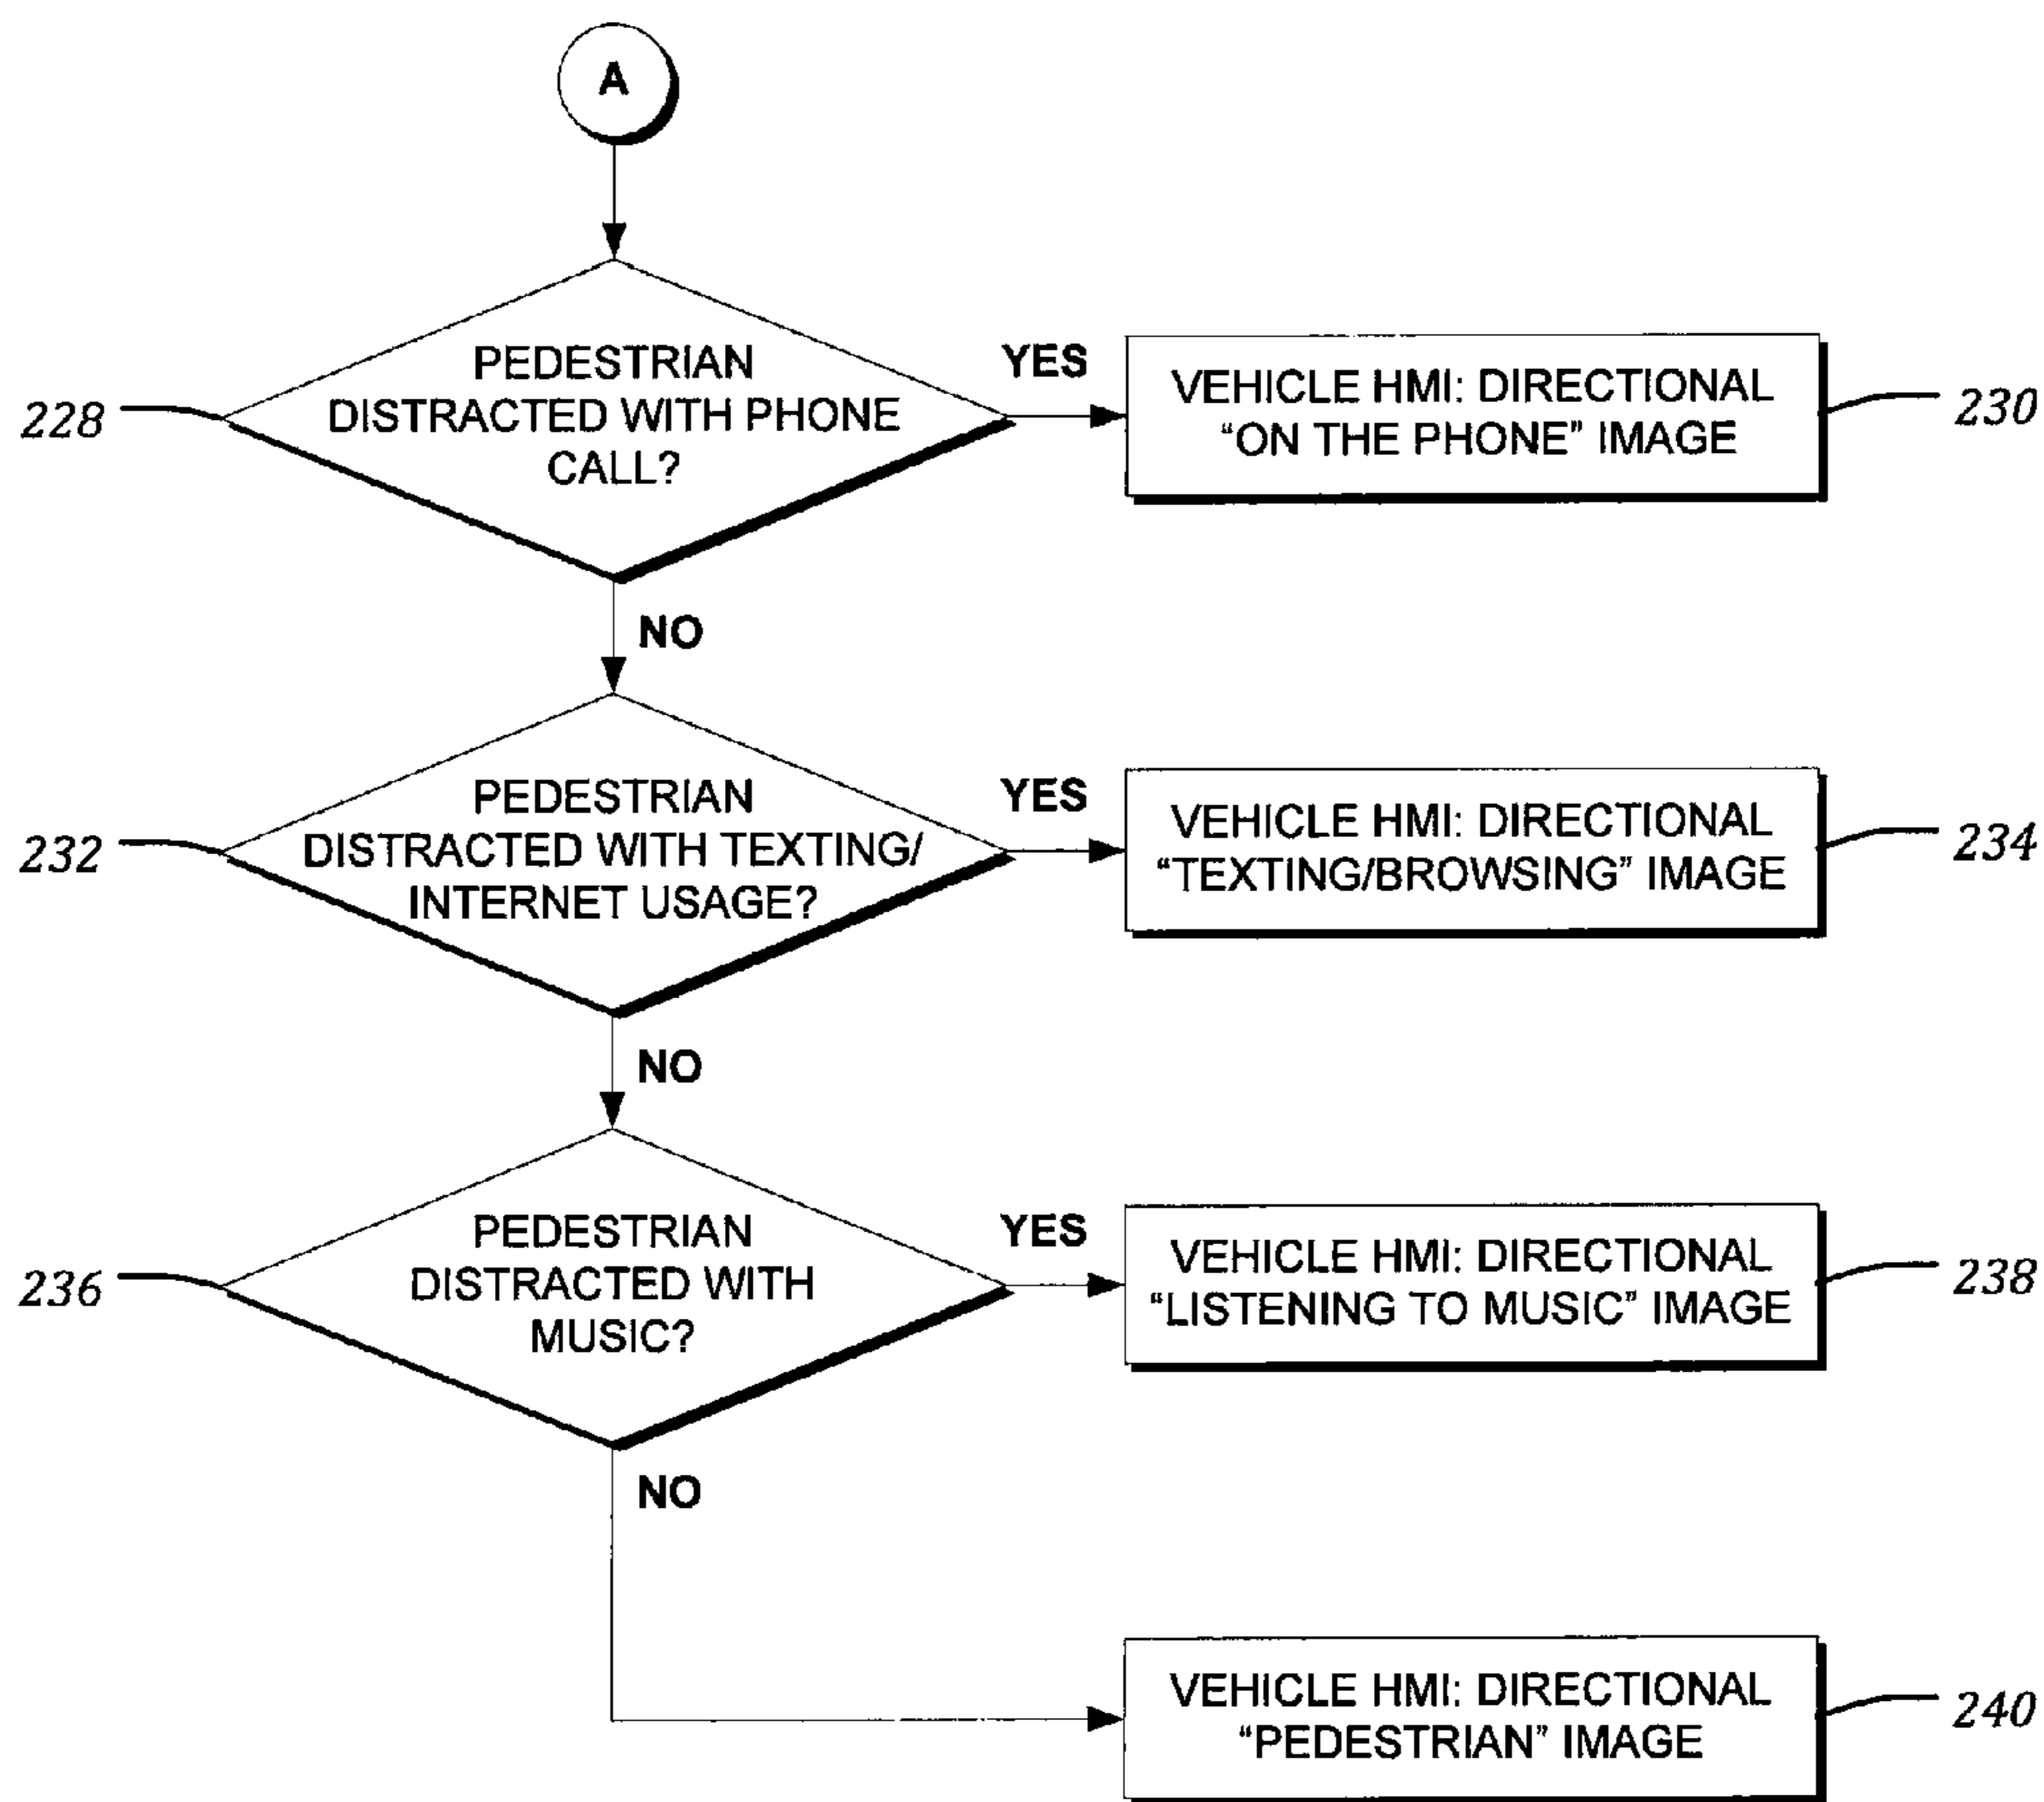 A
PEDESTRIAN
DISTRACTED WITH PHONE
CALL?
228
YES
VEHICLE HMI: DIRECTIONAL
“ON THE PHONE” IMAGE
230
NO
PEDESTRIAN
DISTRACTED WITH TEXTING/
INTERNET USAGE?
232
YES
VEHICLE HMI: DIRECTIONAL
“TEXTING/BROWSING” IMAGE
234
NO
PEDESTRIAN
DISTRACTED WITH
MUSIC?
236
YES
VEHICLE HMI: DIRECTIONAL
“LISTENING TO MUSIC” IMAGE
238
NO
VEHICLE HMI: DIRECTIONAL
“PEDESTRIAN” IMAGE
240